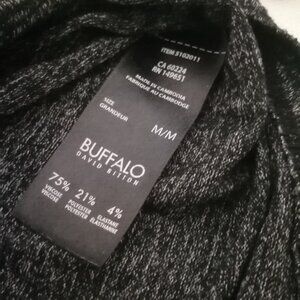 ITEM 5102011
CA 60224
RN 149651
MADE IN CAMBODIA
FABRIQUÉ AU CAMBODGE
SIZE
GRANDEUR
M/M
BUFFALO
DAVID BITTON
75% 21% 4%
VISCOSE POLYESTER ELASTANE
VISCOSE POLYESTER ÉLASTHANNE